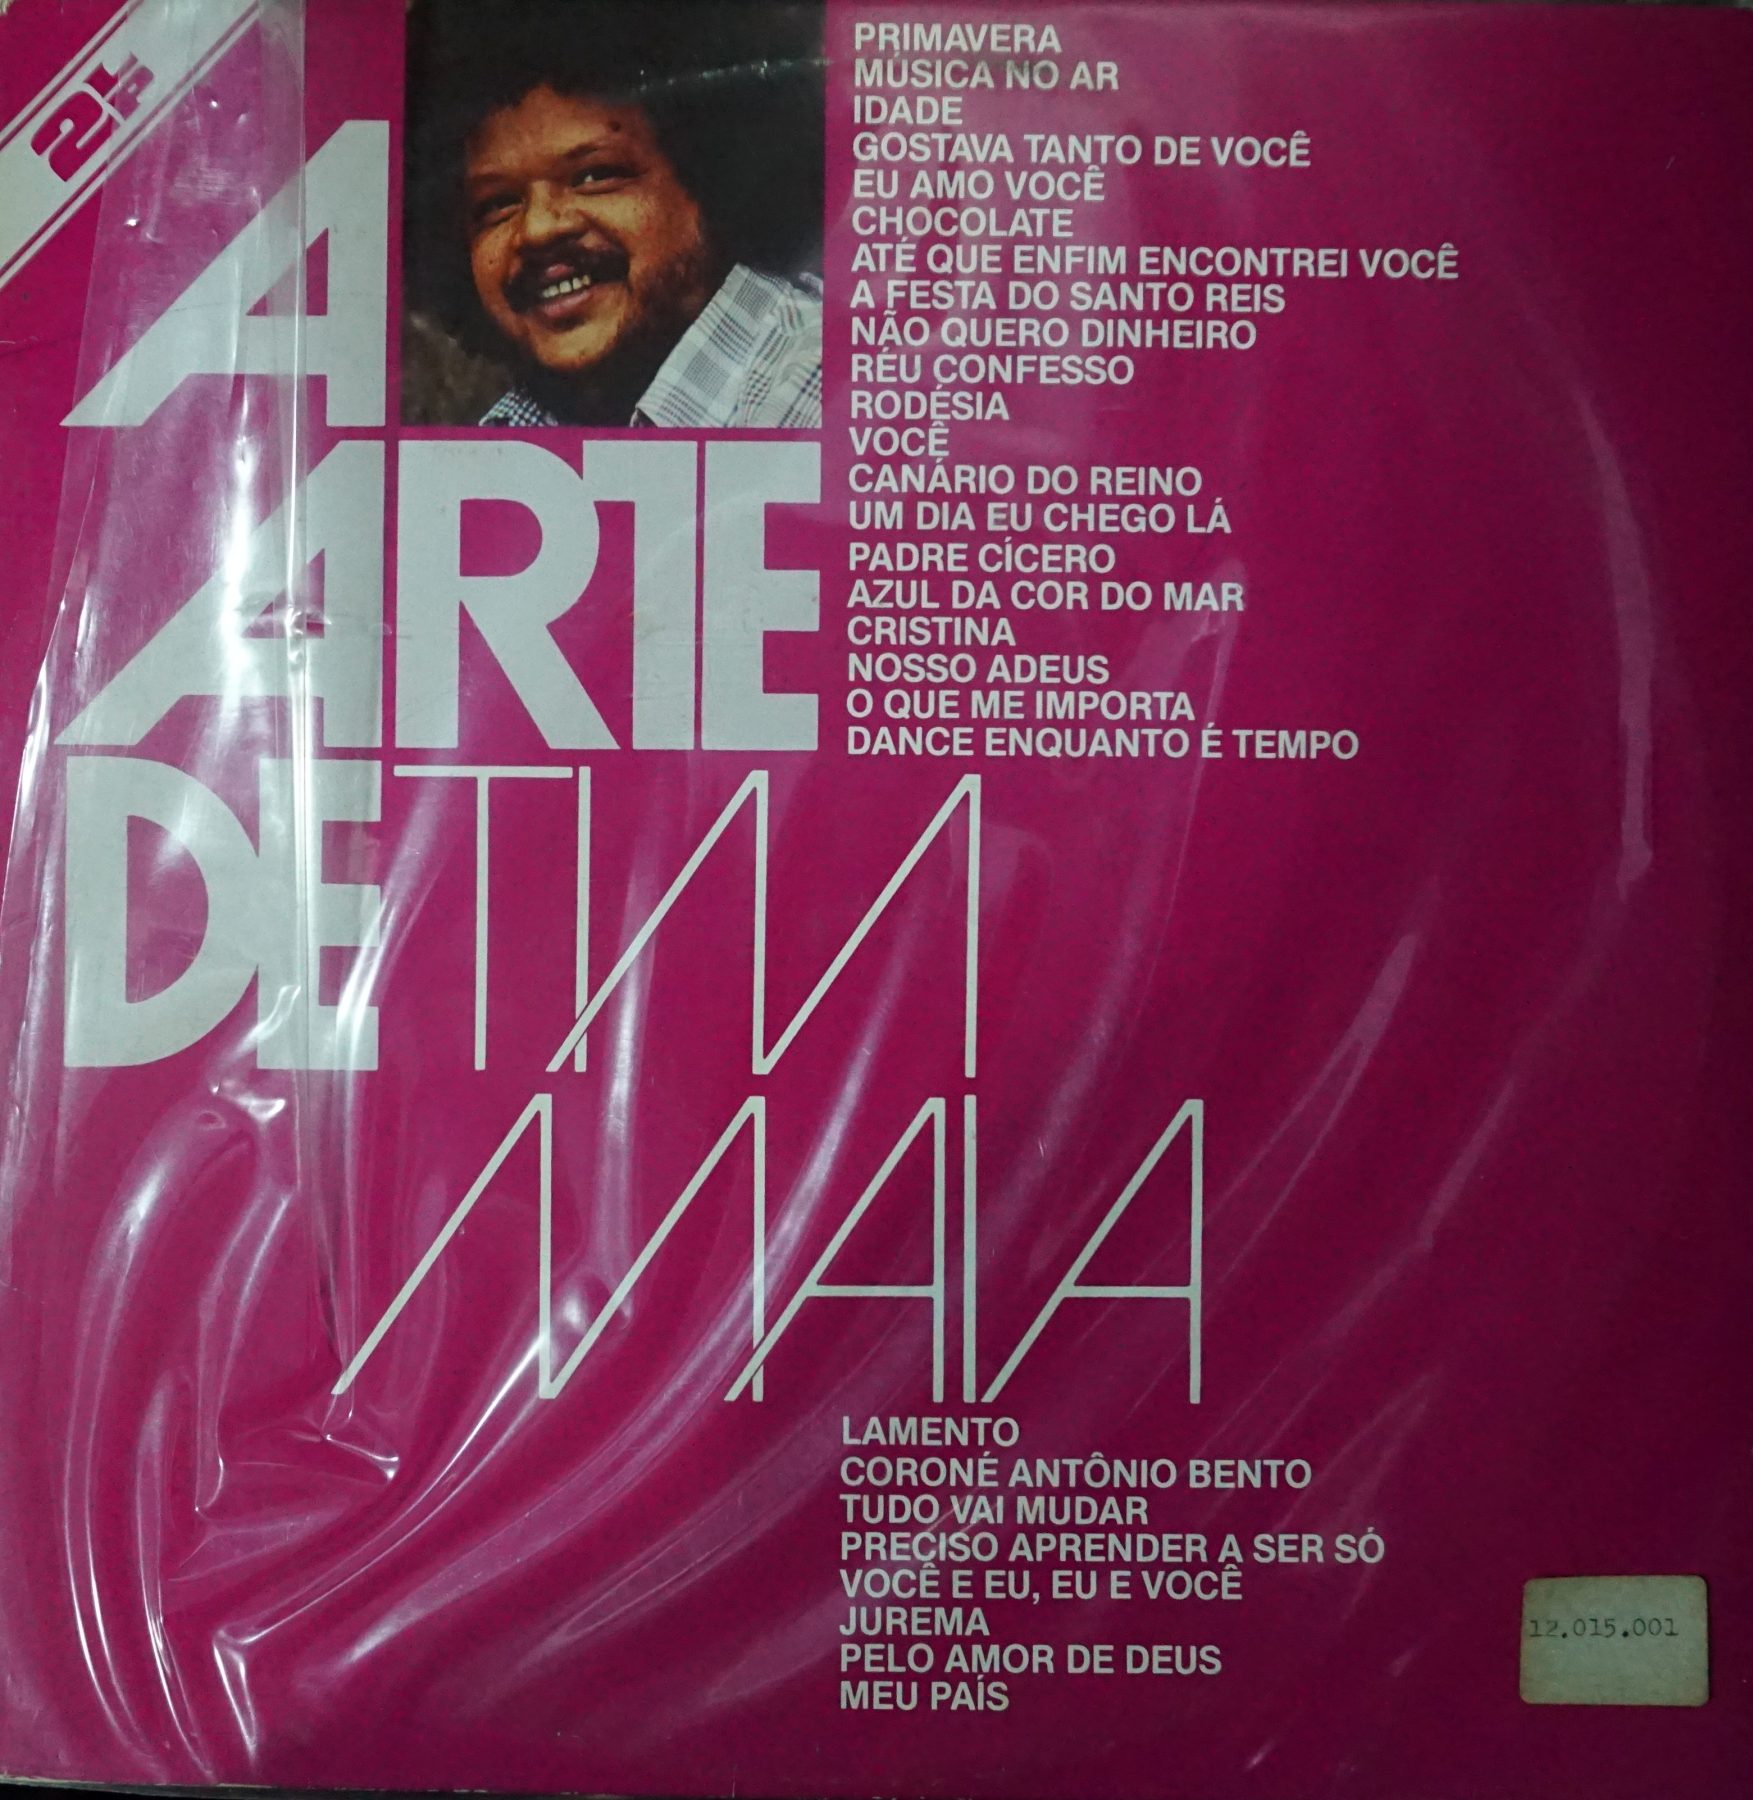 2 LPs
A
ARTE
DE TIM
MAIA
PRIMAVERA
MÚSICA NO AR
IDADE
GOSTAVA TANTO DE VOCÊ
EU AMO VOCÊ
CHOCOLATE
ATÉ QUE ENFIM ENCONTREI VOCÊ
A FESTA DO SANTO REIS
NÃO QUERO DINHEIRO
RÉU CONFESSO
RODÉSIA
VOCÊ
CANÁRIO DO REINO
UM DIA EU CHEGO LÁ
PADRE CÍCERO
AZUL DA COR DO MAR
CRISTINA
NOSSO ADEUS
O QUE ME IMPORTA
DANCE ENQUANTO É TEMPO
LAMENTO
CORONÉ ANTÔNIO BENTO
TUDO VAI MUDAR
PRECISO APRENDER A SER SÓ
VOCÊ E EU, EU E VOCÊ
JUREMA
PELO AMOR DE DEUS
MEU PAÍS
12.015.001